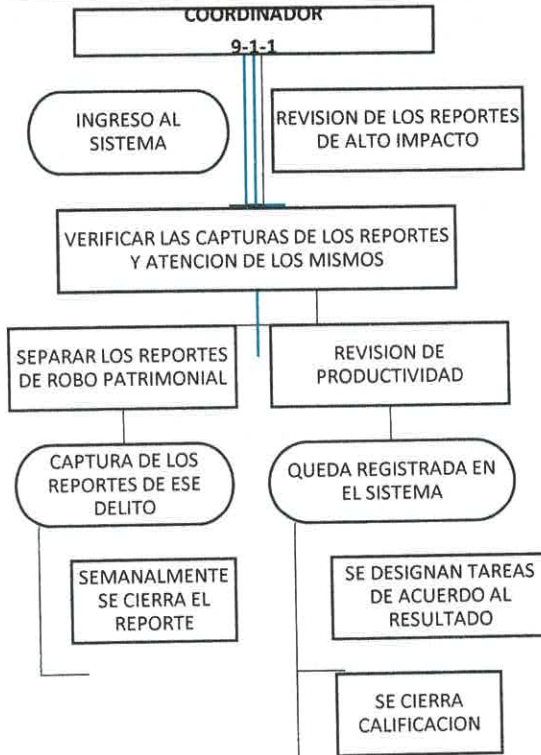 COORDINADOR
9-1-1
INGRESO AL
SISTEMA
REVISION DE LOS REPORTES
DE ALTO IMPACTO
VERIFICAR LAS CAPTURAS DE LOS REPORTES
Y ATENCION DE LOS MISMOS
SEPARAR LOS REPORTES
DE ROBO PATRIMONIAL
REVISION DE
PRODUCTIVIDAD
CAPTURA DE LOS
REPORTES DE ESE
DELITO
QUEDA REGISTRADA EN
EL SISTEMA
SEMANALMENTE
SE CIERRA EL
REPORTE
SE DESIGNAN TAREAS
DE ACUERDO AL
RESULTADO
SE CIERRA
CALIFICACION